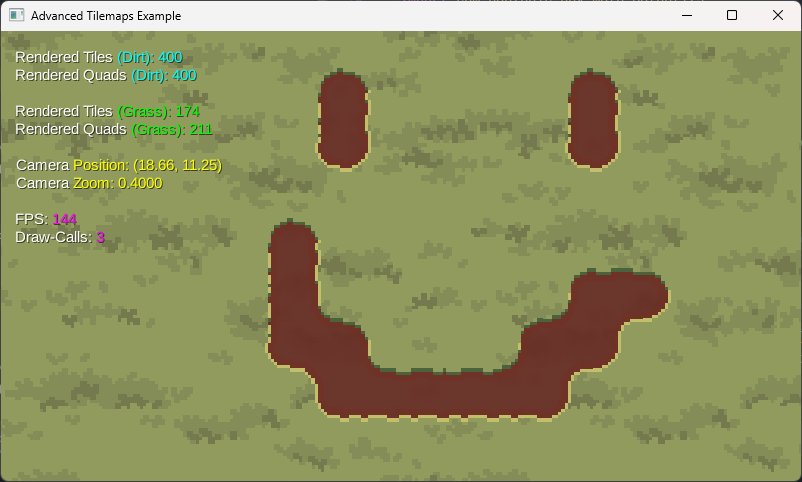 Advanced Tilemaps Example
Rendered Tiles (Dirt): 400
Rendered Quads (Dirt): 400
Rendered Tiles (Grass): 174
Rendered Quads (Grass): 211
Camera Position: (18.66, 11.25)
Camera Zoom: 0.4000
FPS: 144
Draw-Calls: 3